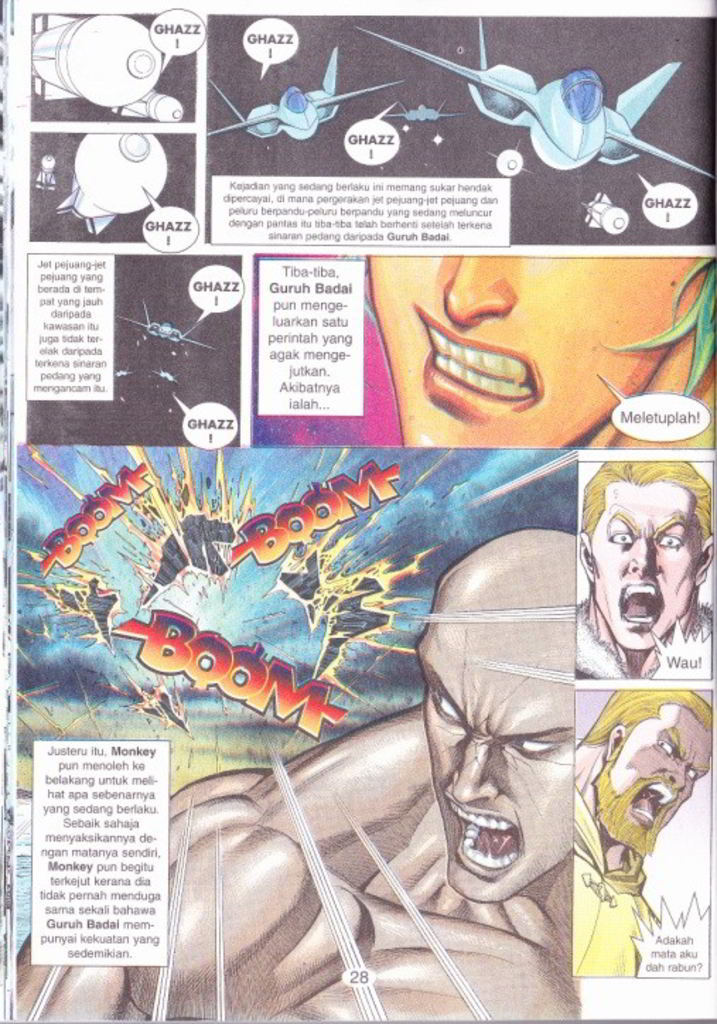 GHAZZ
!
GHAZZ
!
GHAZZ
!
GHAZZ
!
GHAZZ
!
Kejadian yang sedang berlaku ini memang sukar hendak
dipercayai, di mana pergerakan jet pejuang-jet pejuang dan
peluru berpandu-peluru berpandu yang sedang meluncur
dengan pantas itu tiba-tiba telah berhenti setelah terkena
sinaran pedang daripada Guruh Badai.
Jet pejuang-jet
pejuang yang
berada di tem-
pat yang jauh
daripada
kawasan itu
juga tidak ter-
elak daripada
terkena sinaran
pedang yang
mengancam itu.
GHAZZ
!
GHAZZ
!
Tiba-tiba,
Guruh Badai
pun menge-
luarkan satu
perintah yang
agak menge-
jutkan.
Akibatnya
ialah...
Meletuplah!
BOOM
BOOM
BOOM
Wau!
Justeru itu, Monkey
pun menoleh ke
belakang untuk meli-
hat apa sebenarnya
yang sedang berlaku.
Sebaik sahaja
menyaksikannya de-
ngan matanya sendiri,
Monkey pun begitu
terkejut kerana dia
tidak pernah menduga
sama sekali bahawa
Guruh Badai mem-
punyai kekuatan yang
sedemikian.
Adakah
mata aku
dah rabun?
28